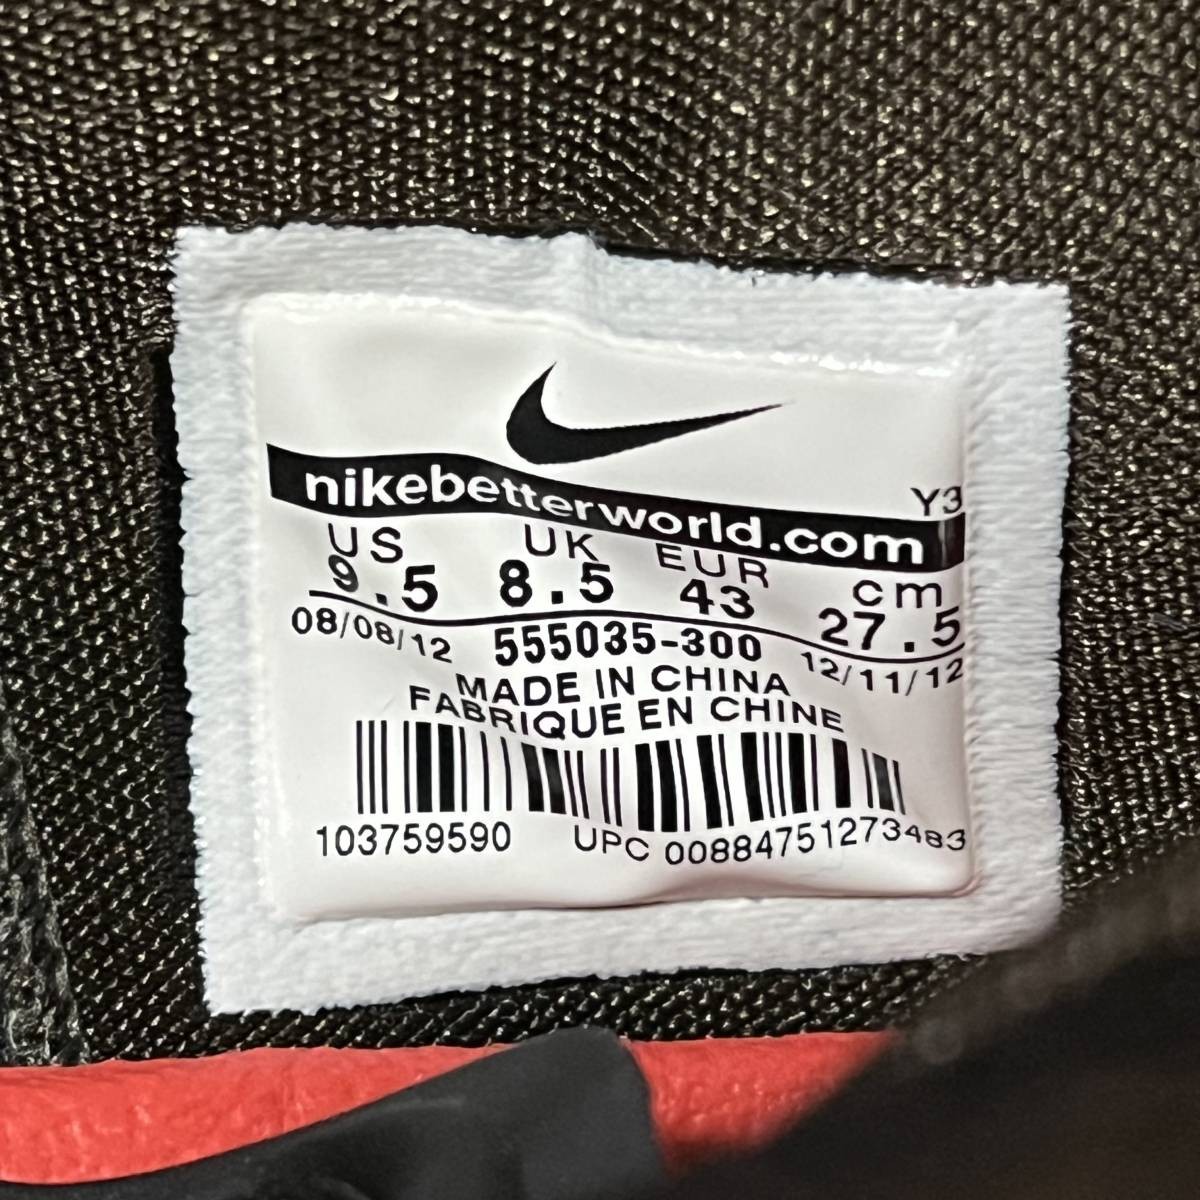 nikebetterworld.com
Y3
US UK EUR cm
9.5 8.5 43 27.5
08/08/12 555035-300 12/11/12
MADE IN CHINA
FABRIQUE EN CHINE
103759590 UPC 00884751273483